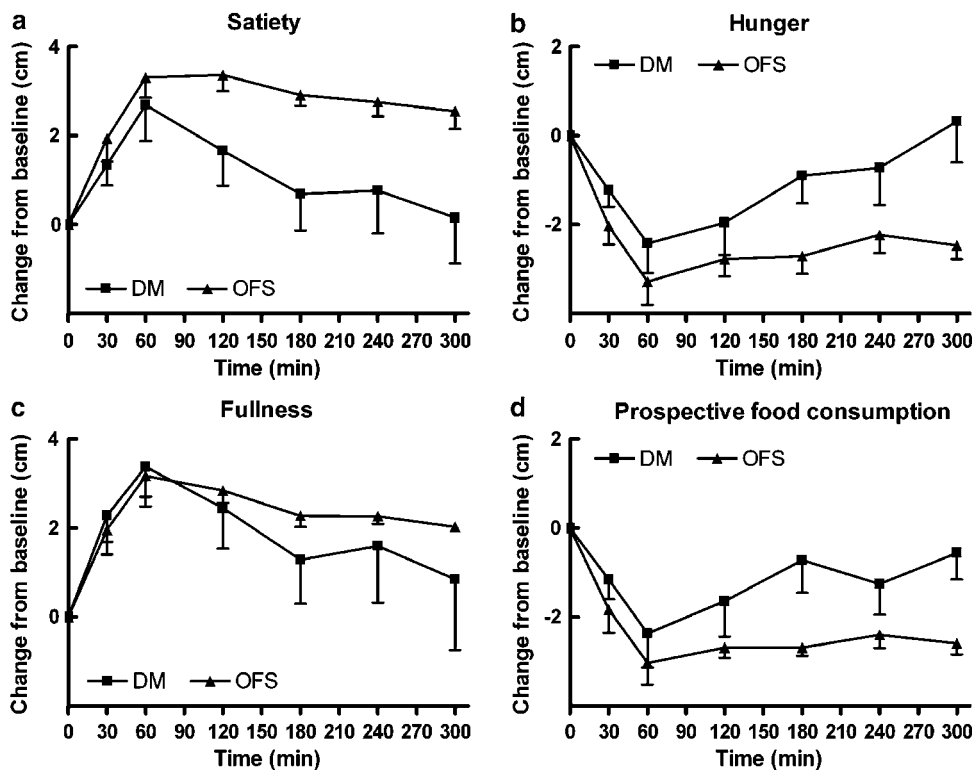 a Satiety
Change from baseline (cm)
4
2
0
DM OFS
0 30 60 90 120 150 180 210 240 270 300
Time (min)
b Hunger
Change from baseline (cm)
2
0
-2
DM OFS
0 30 60 90 120 150 180 210 240 270 300
Time (min)
c Fullness
Change from baseline (cm)
4
2
0
DM OFS
0 30 60 90 120 150 180 210 240 270 300
Time (min)
d Prospective food consumption
Change from baseline (cm)
2
0
-2
DM OFS
0 30 60 90 120 150 180 210 240 270 300
Time (min)